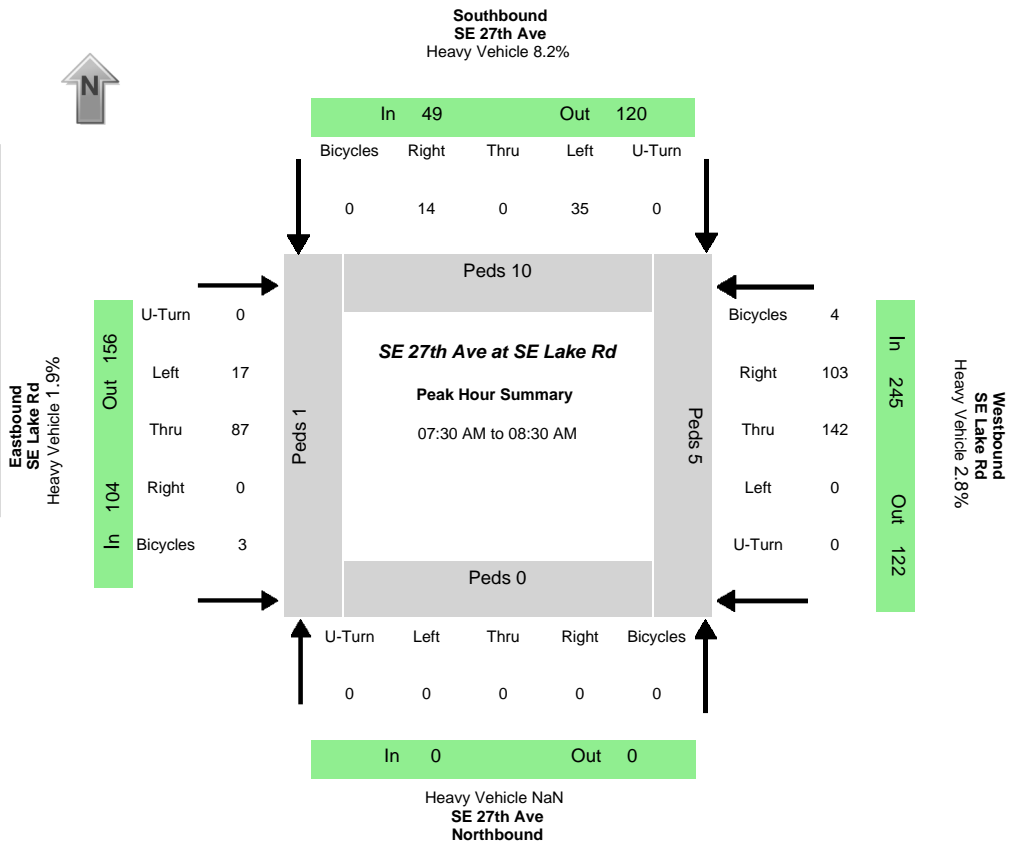 Southbound
SE 27th Ave
Heavy Vehicle 8.2%
N
In 49 Out 120
Bicycles Right Thru Left U-Turn
0 14 0 35 0
Peds 10
Eastbound
SE Lake Rd
Heavy Vehicle 1.9%
Out 156
In 104
U-Turn 0
Left 17
Thru 87
Right 0
Bicycles 3
Peds 1
SE 27th Ave at SE Lake Rd
Peak Hour Summary
07:30 AM to 08:30 AM
Peds 5
Bicycles 4
Right 103
Thru 142
Left 0
U-Turn 0
In 245
Out 122
Westbound
SE Lake Rd
Heavy Vehicle 2.8%
Peds 0
U-Turn Left Thru Right Bicycles
0 0 0 0 0
In 0 Out 0
Heavy Vehicle NaN
SE 27th Ave
Northbound